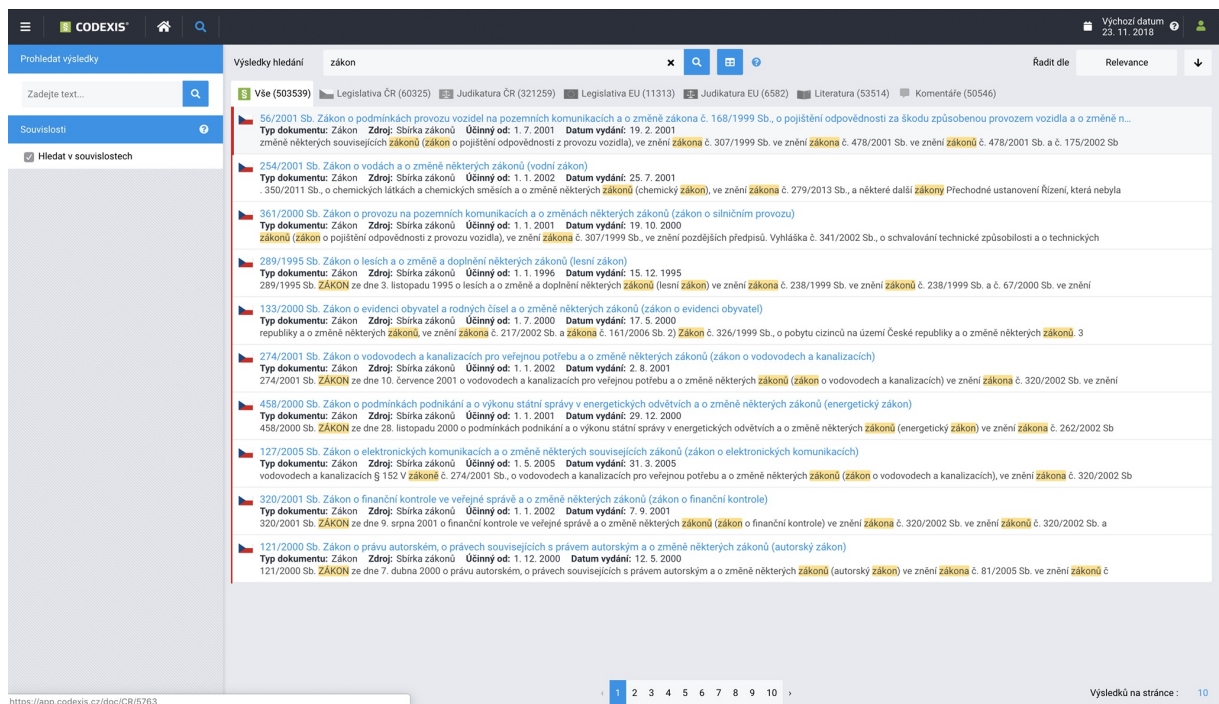 CODEXIS®
Výchozí datum
23. 11. 2018
Prohledat výsledky
Zadejte text...
Souvislosti
Hledat v souvislostech
Výsledky hledání zákon Řadit dle Relevance
Vše (503539) Legislativa ČR (60325) Judikatura ČR (321259) Legislativa EU (11313) Judikatura EU (6582) Literatura (53514) Komentáře (50546)
56/2001 Sb. Zákon o podmínkách provozu vozidel na pozemních komunikacích a o změně zákona č. 168/1999 Sb., o pojištění odpovědnosti za škodu způsobenou provozem vozidla a o změně n...
Typ dokumentu: Zákon Zdroj: Sbírka zákonů Účinný od: 1. 7. 2001 Datum vydání: 19. 2. 2001
změně některých souvisejících zákonů (zákon o pojištění odpovědnosti z provozu vozidla), ve znění zákona č. 307/1999 Sb. ve znění zákona č. 478/2001 Sb. ve znění zákonů č. 478/2001 Sb. a č. 175/2002 Sb
254/2001 Sb. Zákon o vodách a o změně některých zákonů (vodní zákon)
Typ dokumentu: Zákon Zdroj: Sbírka zákonů Účinný od: 1. 1. 2002 Datum vydání: 25. 7. 2001
. 350/2011 Sb., o chemických látkách a chemických směsích a o změně některých zákonů (chemický zákon), ve znění zákona č. 279/2013 Sb., a některé další zákony Přechodné ustanovení Řízení, která nebyla
361/2000 Sb. Zákon o provozu na pozemních komunikacích a o změnách některých zákonů (zákon o silničním provozu)
Typ dokumentu: Zákon Zdroj: Sbírka zákonů Účinný od: 1. 1. 2001 Datum vydání: 19. 10. 2000
zákonů (zákon o pojištění odpovědnosti z provozu vozidla), ve znění zákona č. 307/1999 Sb., ve znění pozdějších předpisů. Vyhláška č. 341/2002 Sb., o schvalování technické způsobilosti a o technických
289/1995 Sb. Zákon o lesích a o změně a doplnění některých zákonů (lesní zákon)
Typ dokumentu: Zákon Zdroj: Sbírka zákonů Účinný od: 1. 1. 1996 Datum vydání: 15. 12. 1995
289/1995 Sb. ZÁKON ze dne 3. listopadu 1995 o lesích a o změně a doplnění některých zákonů (lesní zákon) ve znění zákona č. 238/1999 Sb. ve znění zákonů č. 238/1999 Sb. a č. 67/2000 Sb. ve znění
133/2000 Sb. Zákon o evidenci obyvatel a rodných čísel a o změně některých zákonů (zákon o evidenci obyvatel)
Typ dokumentu: Zákon Zdroj: Sbírka zákonů Účinný od: 1. 7. 2000 Datum vydání: 17. 5. 2000
republiky a o změně některých zákonů, ve znění zákona č. 217/2002 Sb. a zákona č. 161/2006 Sb. 2) Zákon č. 326/1999 Sb., o pobytu cizinců na území České republiky a o změně některých zákonů. 3
274/2001 Sb. Zákon o vodovodech a kanalizacích pro veřejnou potřebu a o změně některých zákonů (zákon o vodovodech a kanalizacích)
Typ dokumentu: Zákon Zdroj: Sbírka zákonů Účinný od: 1. 1. 2002 Datum vydání: 2. 8. 2001
274/2001 Sb. ZÁKON ze dne 10. července 2001 o vodovodech a kanalizacích pro veřejnou potřebu a o změně některých zákonů (zákon o vodovodech a kanalizacích) ve znění zákona č. 320/2002 Sb. ve znění
458/2000 Sb. Zákon o podmínkách podnikání a o výkonu státní správy v energetických odvětvích a o změně některých zákonů (energetický zákon)
Typ dokumentu: Zákon Zdroj: Sbírka zákonů Účinný od: 1. 1. 2001 Datum vydání: 29. 12. 2000
458/2000 Sb. ZÁKON ze dne 28. listopadu 2000 o podmínkách podnikání a o výkonu státní správy v energetických odvětvích a o změně některých zákonů (energetický zákon) ve znění zákona č. 262/2002 Sb
127/2005 Sb. Zákon o elektronických komunikacích a o změně některých souvisejících zákonů (zákon o elektronických komunikacích)
Typ dokumentu: Zákon Zdroj: Sbírka zákonů Účinný od: 1. 5. 2005 Datum vydání: 31. 3. 2005
vodovodech a kanalizacích § 152 V zákoně č. 274/2001 Sb., o vodovodech a kanalizacích pro veřejnou potřebu a o změně některých zákonů (zákon o vodovodech a kanalizacích), ve znění zákona č. 320/2002 Sb
320/2001 Sb. Zákon o finanční kontrole ve veřejné správě a o změně některých zákonů (zákon o finanční kontrole)
Typ dokumentu: Zákon Zdroj: Sbírka zákonů Účinný od: 1. 1. 2002 Datum vydání: 7. 9. 2001
320/2001 Sb. ZÁKON ze dne 9. srpna 2001 o finanční kontrole ve veřejné správě a o změně některých zákonů (zákon o finanční kontrole) ve znění zákona č. 320/2002 Sb. ve znění zákonů č. 320/2002 Sb. a
121/2000 Sb. Zákon o právu autorském, o právech souvisejících s právem autorským a o změně některých zákonů (autorský zákon)
Typ dokumentu: Zákon Zdroj: Sbírka zákonů Účinný od: 1. 12. 2000 Datum vydání: 12. 5. 2000
121/2000 Sb. ZÁKON ze dne 7. dubna 2000 o právu autorském, o právech souvisejících s právem autorským a o změně některých zákonů (autorský zákon) ve znění zákona č. 81/2005 Sb. ve znění zákonů č
1 2 3 4 5 6 7 8 9 10
Výsledků na stránce : 10
https://app.codexis.cz/doc/CR/5763